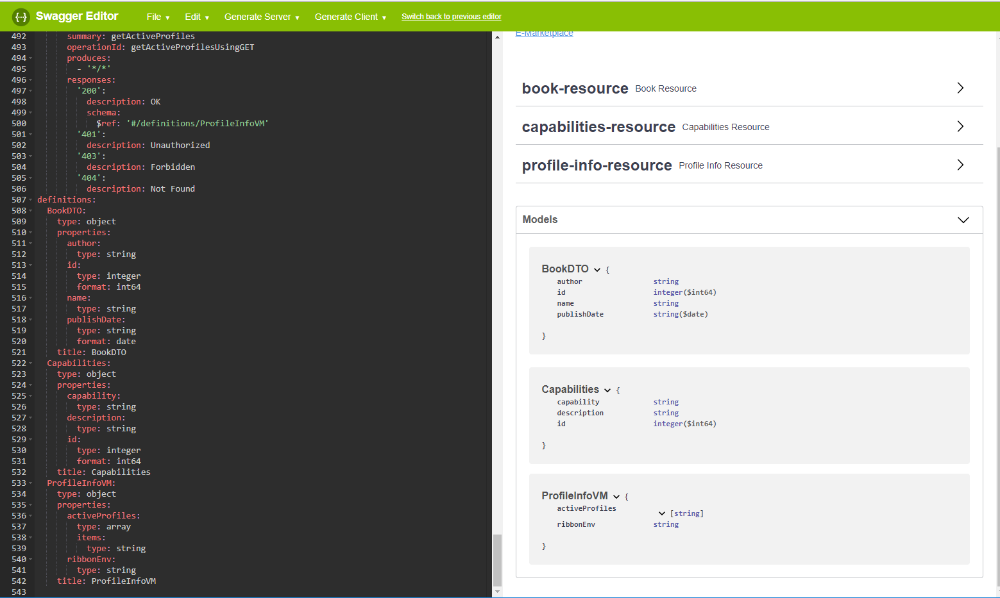 {···} Swagger Editor File ▾ Edit ▾ Generate Server ▾ Generate Client ▾ Switch back to previous editor
492 summary: getActiveProfiles
493 operationId: getActiveProfilesUsingGET
494 produces:
495 - '*/*'
496 responses:
497 '200':
498 description: OK
499 schema:
500 $ref: '#/definitions/ProfileInfoVM'
501 '401':
502 description: Unauthorized
503 '403':
504 description: Forbidden
505 '404':
506 description: Not Found
507 definitions:
508 BookDTO:
509 type: object
510 properties:
511 author:
512 type: string
513 id:
514 type: integer
515 format: int64
516 name:
517 type: string
518 publishDate:
519 type: string
520 format: date
521 title: BookDTO
522 Capabilities:
523 type: object
524 properties:
525 capability:
526 type: string
527 description:
528 type: string
529 id:
530 type: integer
531 format: int64
532 title: Capabilities
533 ProfileInfoVM:
534 type: object
535 properties:
536 activeProfiles:
537 type: array
538 items:
539 type: string
540 ribbonEnv:
541 type: string
542 title: ProfileInfoVM
543
E-Marketplace
book-resource Book Resource
capabilities-resource Capabilities Resource
profile-info-resource Profile Info Resource
Models
BookDTO {
author string
id integer($int64)
name string
publishDate string($date)
}
Capabilities {
capability string
description string
id integer($int64)
}
ProfileInfoVM {
activeProfiles [string]
ribbonEnv string
}